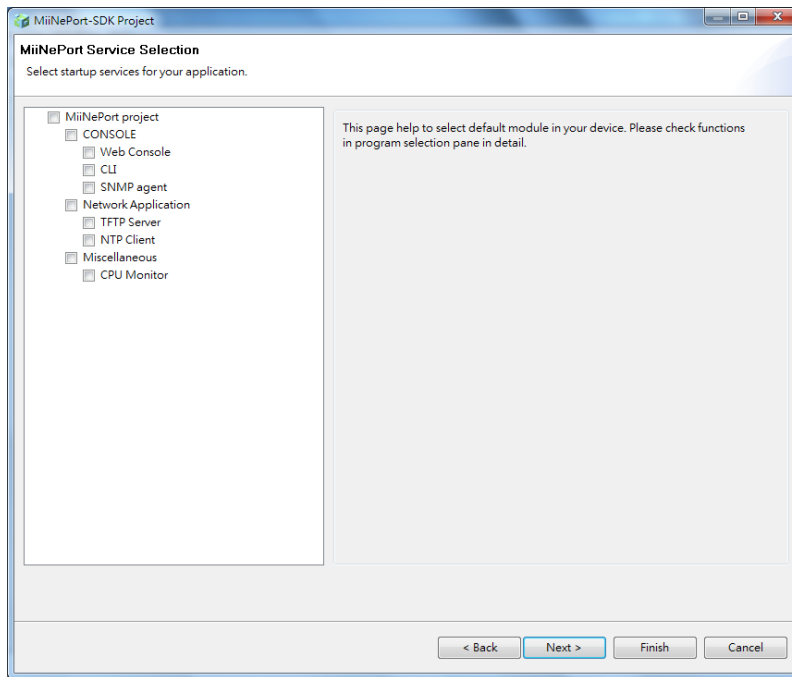 MiiNePort-SDK Project
MiiNePort Service Selection
Select startup services for your application.
MiiNePort project
CONSOLE
Web Console
CLI
SNMP agent
Network Application
TFTP Server
NTP Client
Miscellaneous
CPU Monitor
This page help to select default module in your device. Please check functions
in program selection pane in detail.
< Back
Next >
Finish
Cancel